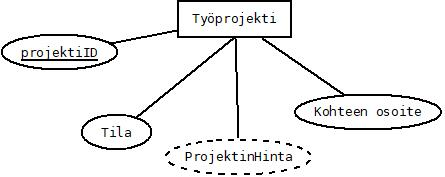 Työprojekti
projektiID
Kohteen osoite
Tila
ProjektinHinta